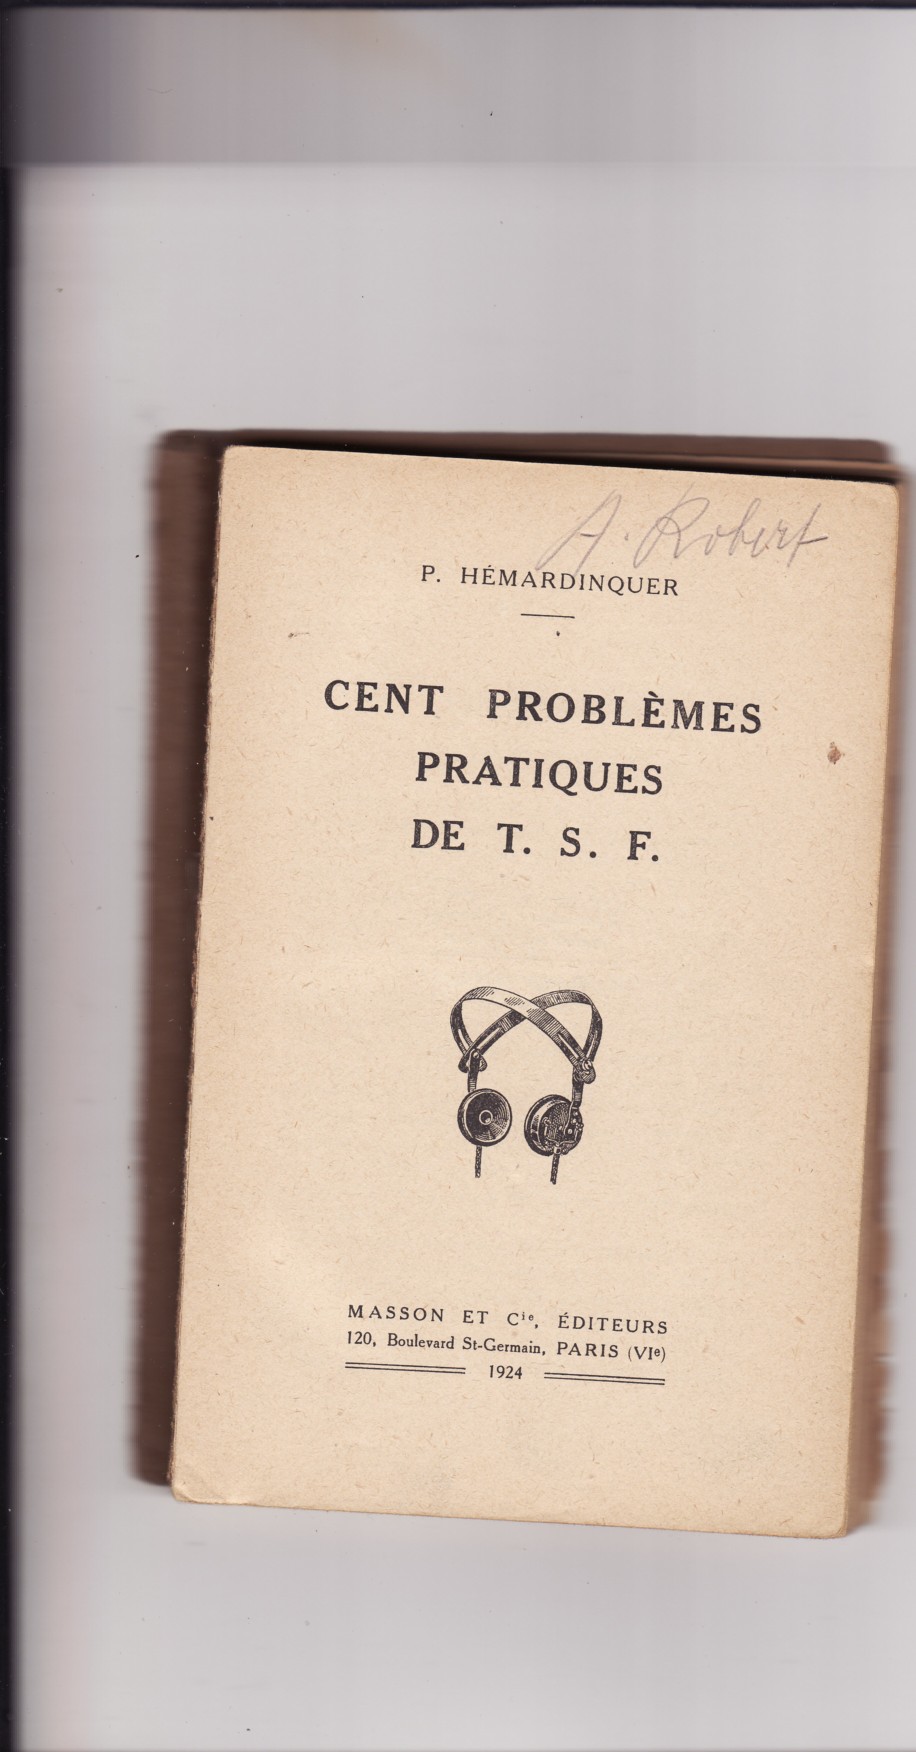 A. Robert
P. HÉMARDINQUER
CENT PROBLÈMES
PRATIQUES
DE T. S. F.
MASSON ET Cⁱᵉ, ÉDITEURS
120, Boulevard St-Germain, PARIS (VIᵉ)
1924